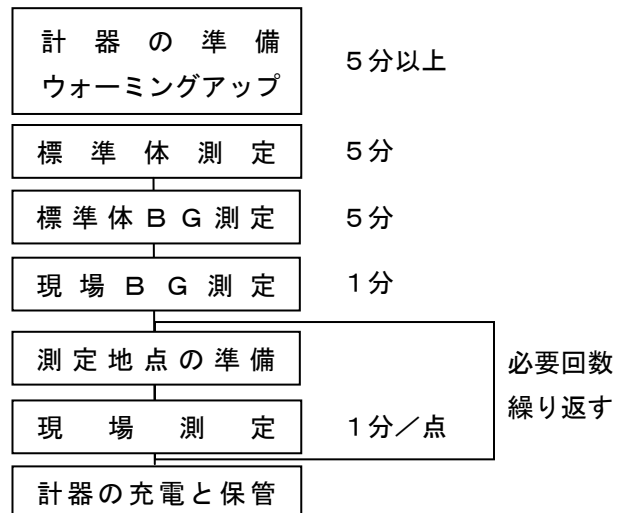 計器の準備
ウォーミングアップ
５分以上
標準体測定
５分
標準体ＢＧ測定
５分
現場ＢＧ測定
１分
測定地点の準備
現場測定
１分／点
必要回数
繰り返す
計器の充電と保管